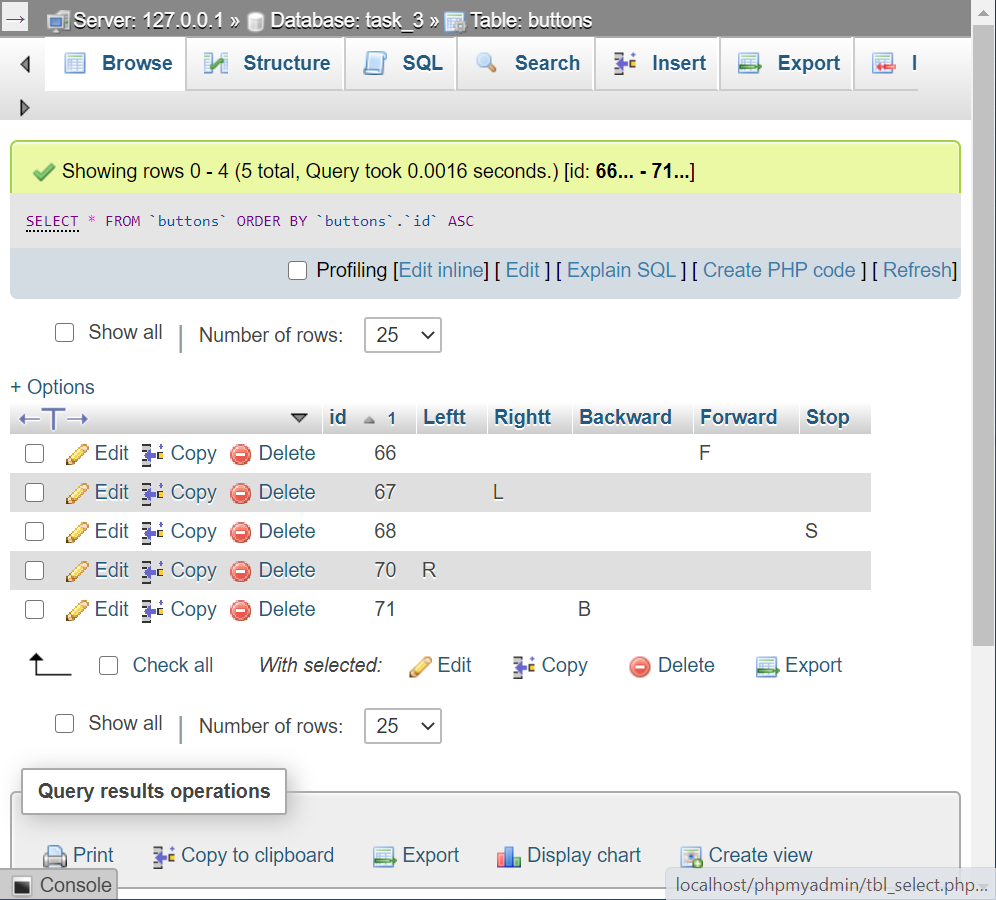 Server: 127.0.0.1 » Database: task_3 » Table: buttons
Browse Structure SQL Search Insert Export I
Showing rows 0 - 4 (5 total, Query took 0.0016 seconds.) [id: 66... - 71...]
SELECT * FROM `buttons` ORDER BY `buttons`.`id` ASC
Profiling [Edit inline] [ Edit ] [ Explain SQL ] [ Create PHP code ] [ Refresh]
Show all | Number of rows: 25
+ Options
←T→ id 1 Leftt Rightt Backward Forward Stop
Edit Copy Delete 66 F
Edit Copy Delete 67 L
Edit Copy Delete 68 S
Edit Copy Delete 70 R
Edit Copy Delete 71 B
Check all With selected: Edit Copy Delete Export
Show all | Number of rows: 25
Query results operations
Print Copy to clipboard Export Display chart Create view
Console localhost/phpmyadmin/tbl_select.php...